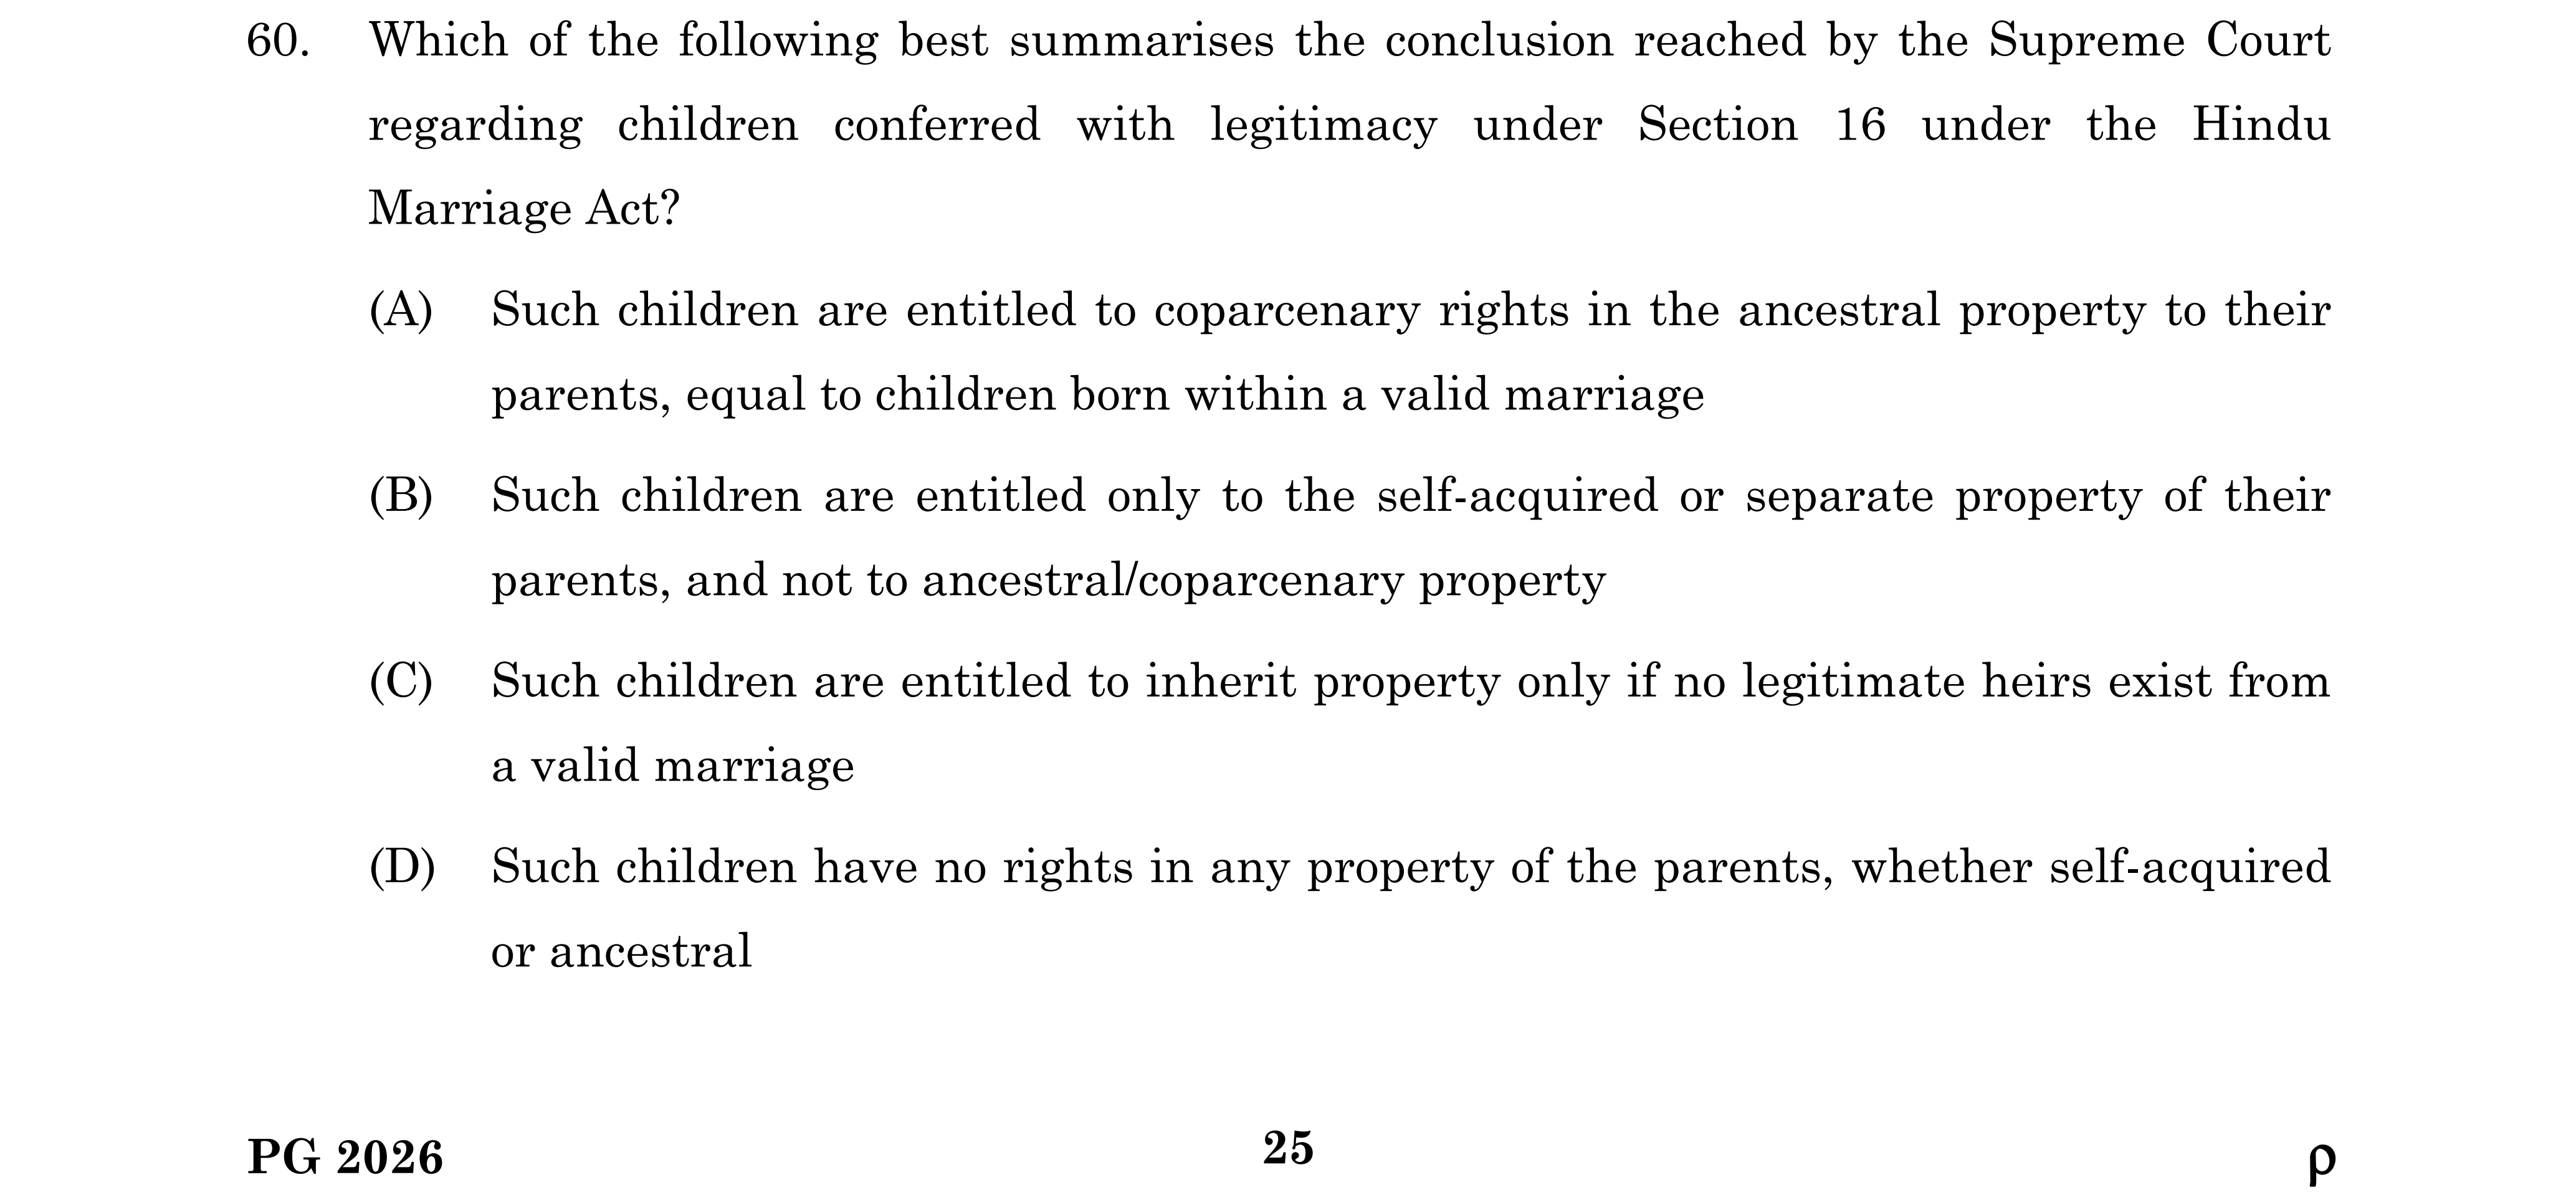 60. Which of the following best summarises the conclusion reached by the Supreme Court
regarding children conferred with legitimacy under Section 16 under the Hindu
Marriage Act?
(A) Such children are entitled to coparcenary rights in the ancestral property to their
parents, equal to children born within a valid marriage
(B) Such children are entitled only to the self-acquired or separate property of their
parents, and not to ancestral/coparcenary property
(C) Such children are entitled to inherit property only if no legitimate heirs exist from
a valid marriage
(D) Such children have no rights in any property of the parents, whether self-acquired
or ancestral
PG 2026 25 ρ